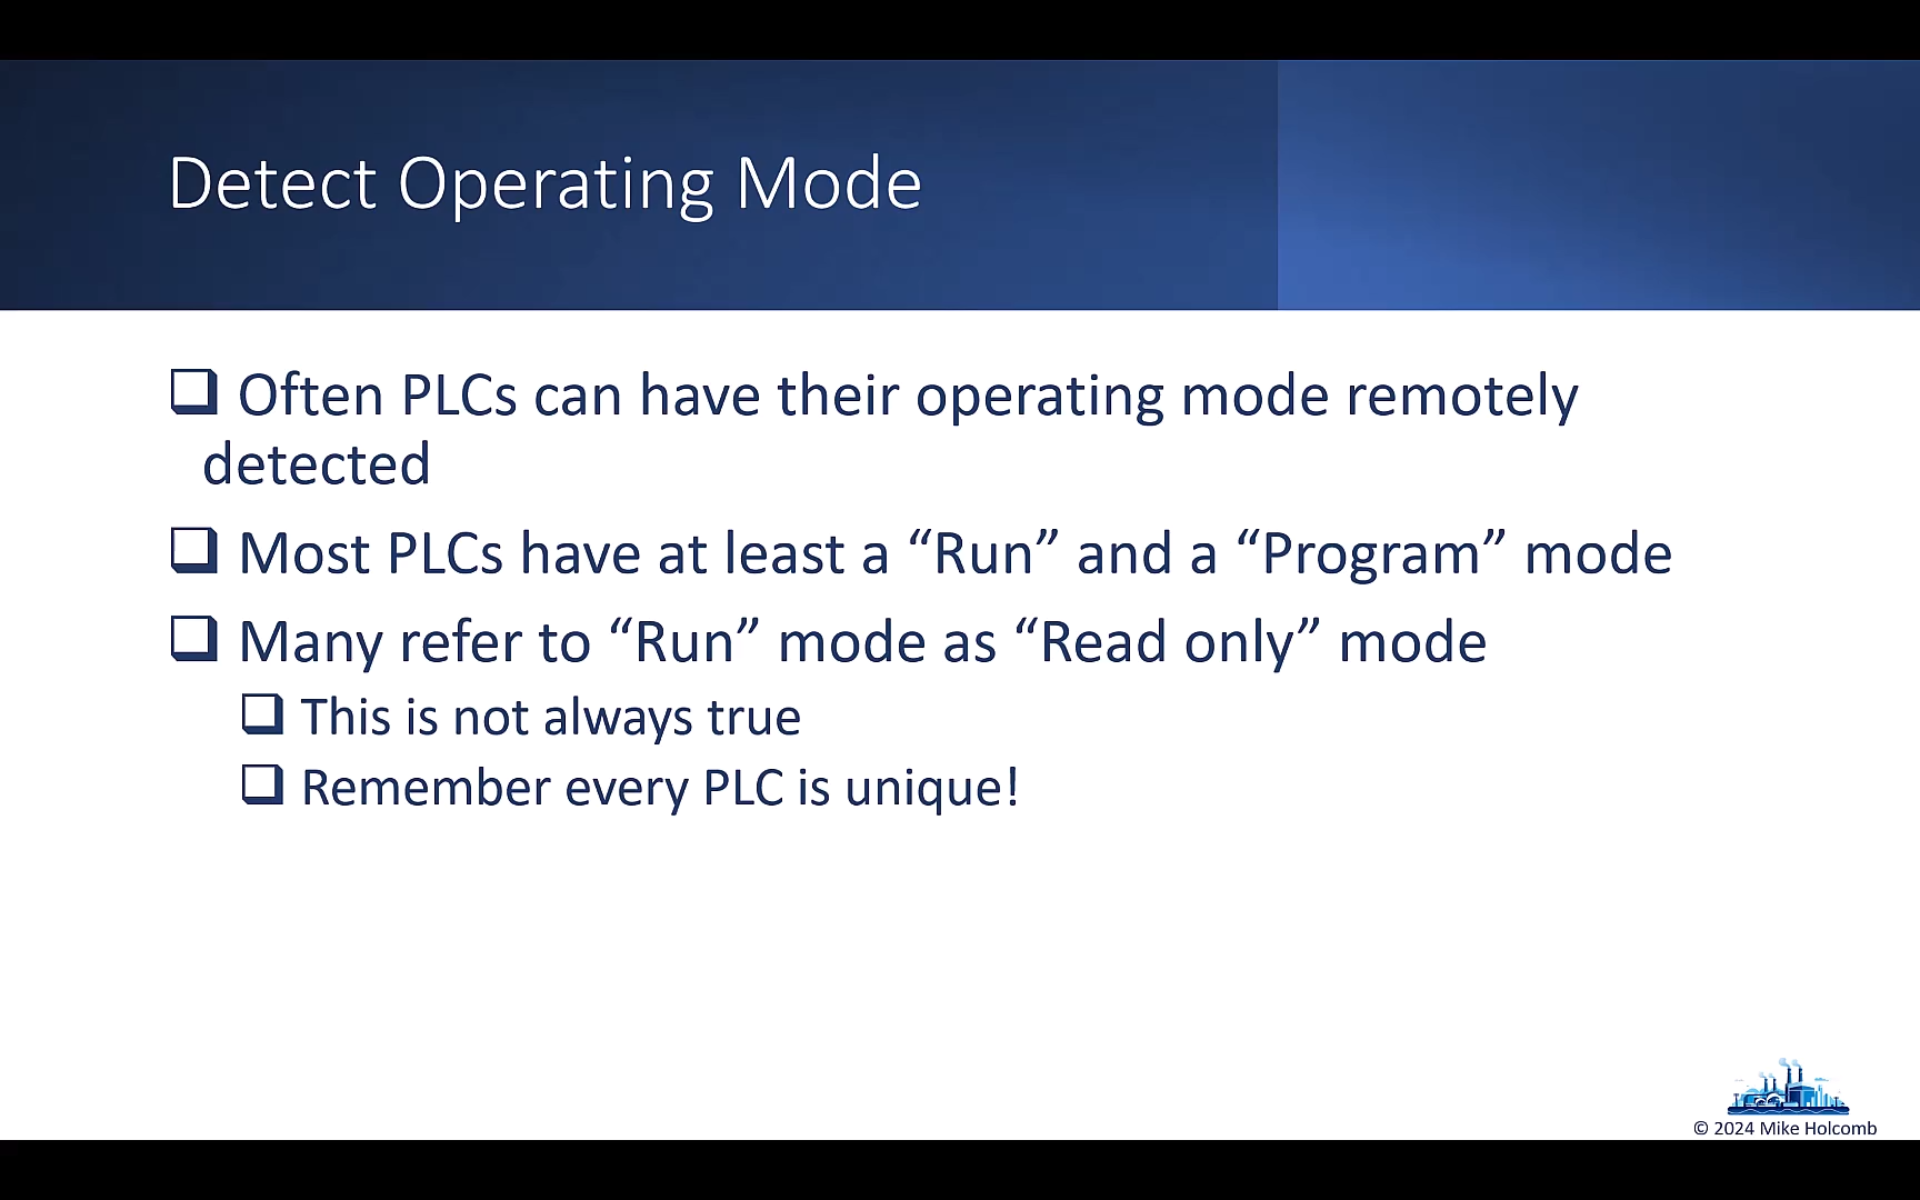 Detect Operating Mode
Often PLCs can have their operating mode remotely
detected
Most PLCs have at least a “Run” and a “Program” mode
Many refer to “Run” mode as “Read only” mode
This is not always true
Remember every PLC is unique!
© 2024 Mike Holcomb